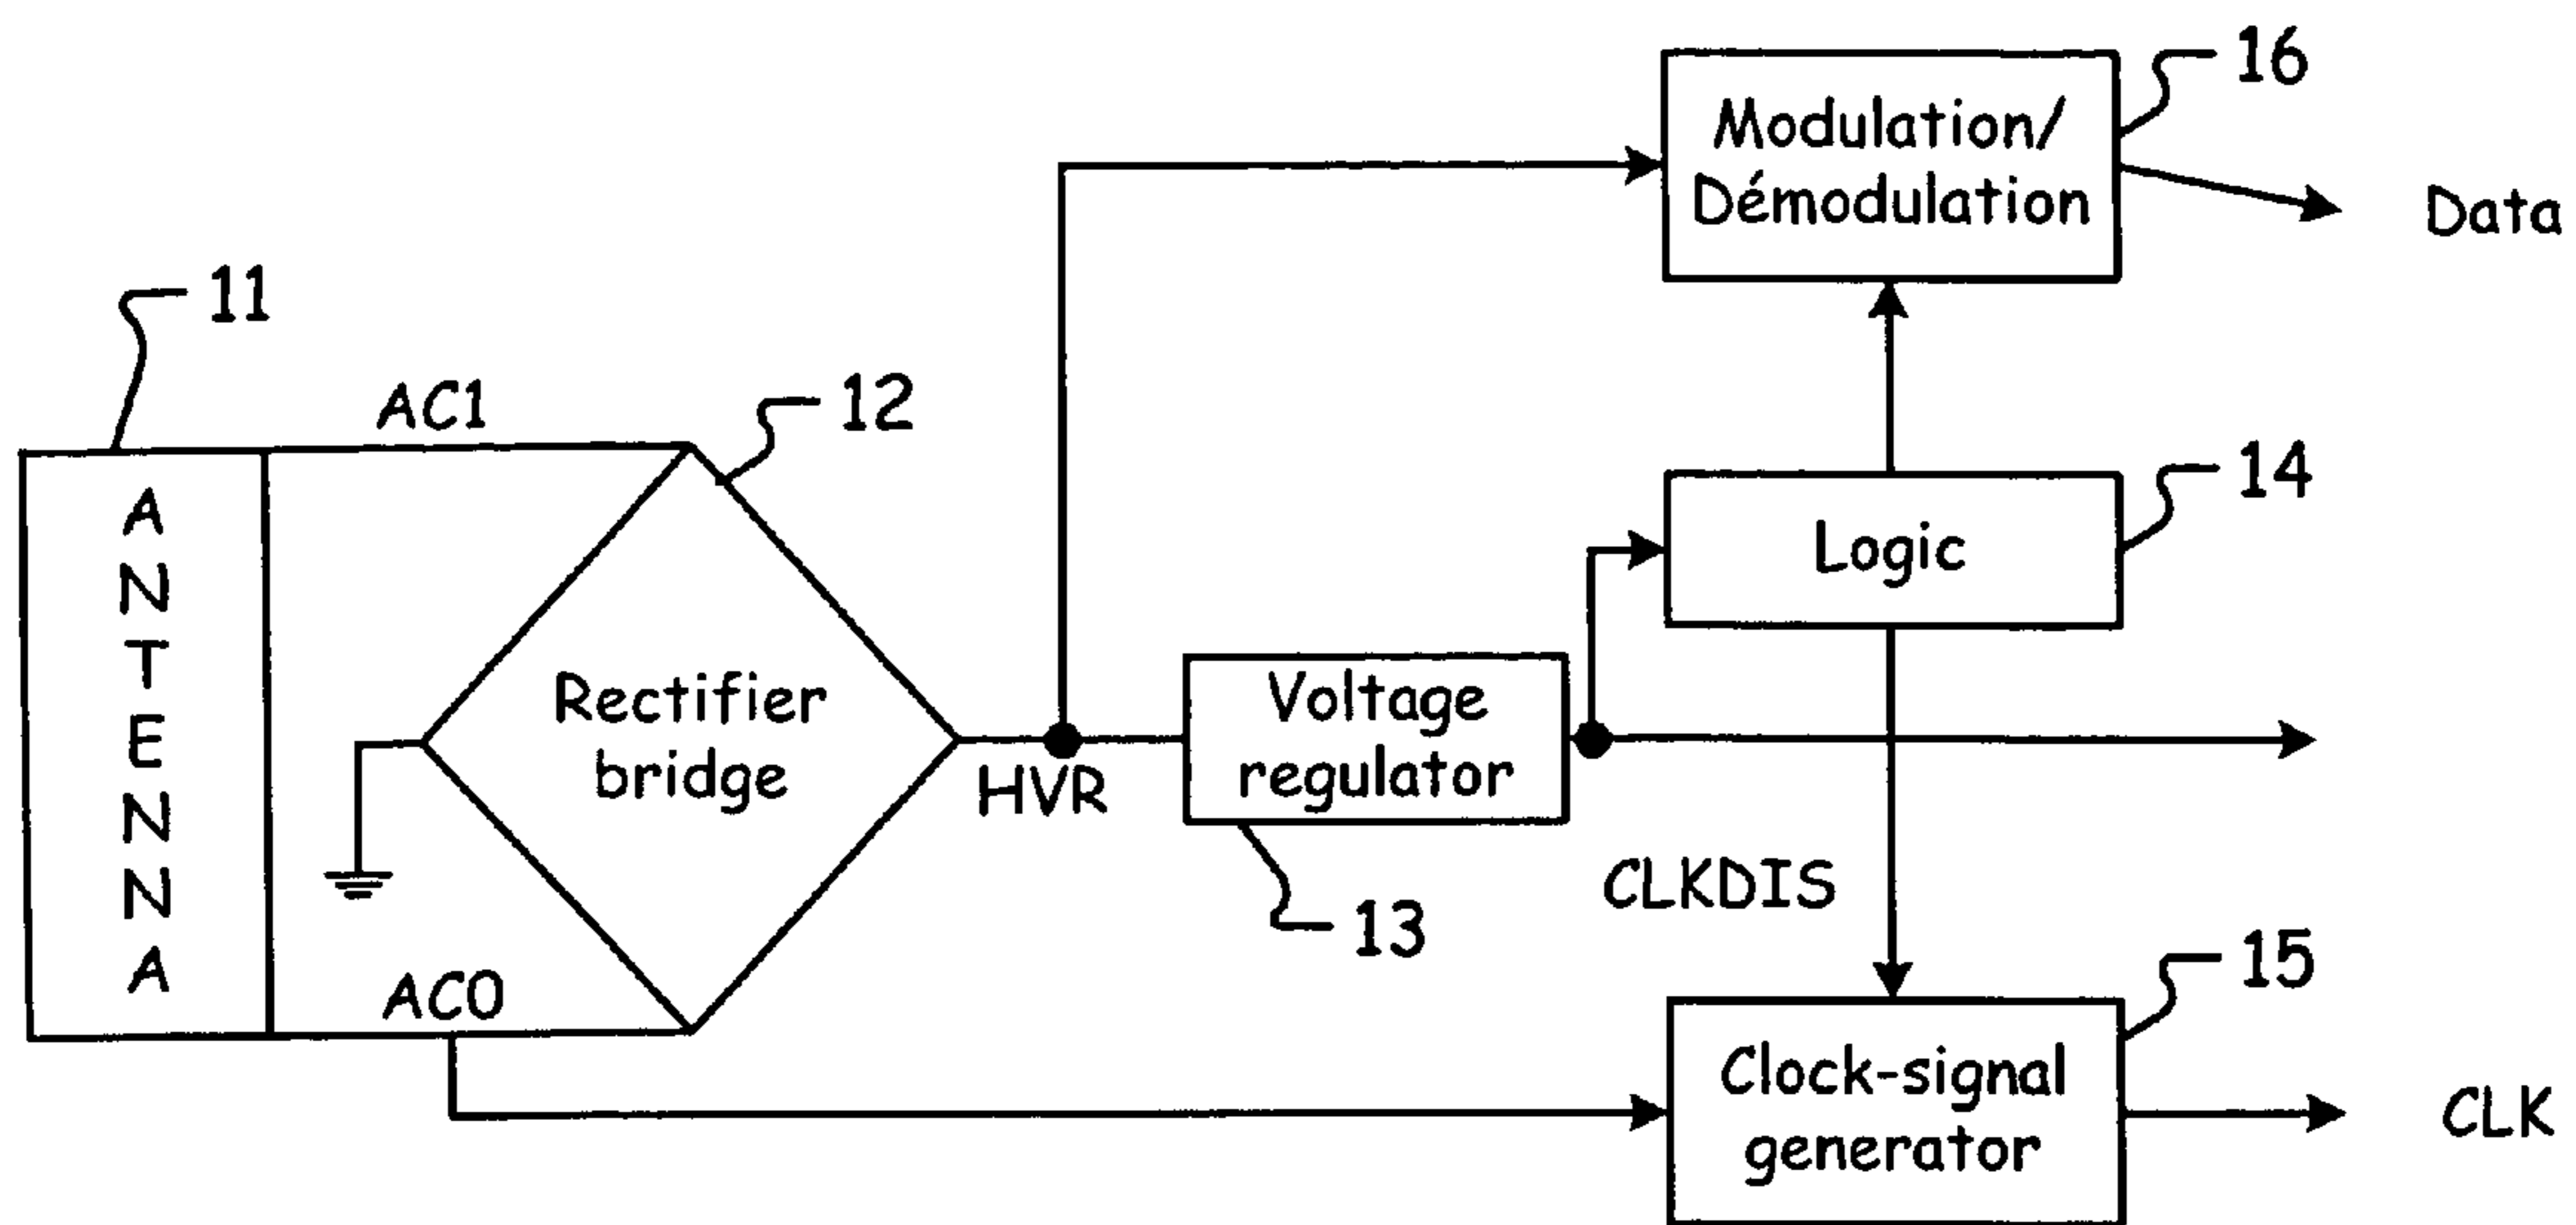 16
Modulation/
Démodulation
Data
11
AC1
12
14
ANTENNA
Logic
Rectifier
bridge
HVR
Voltage
regulator
CLKDIS
13
AC0
15
Clock-signal
generator
CLK